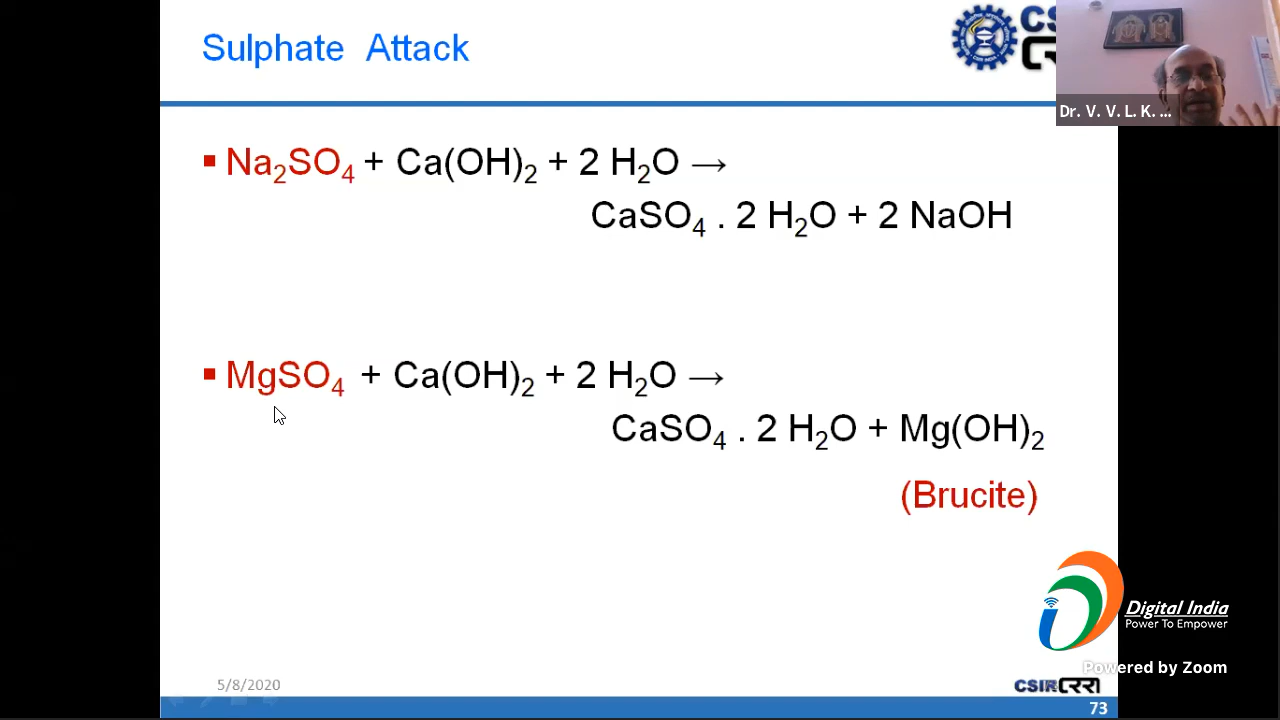 Sulphate Attack
CS
Dr. V. V. L. K. ...
▪ Na₂SO₄ + Ca(OH)₂ + 2 H₂O →
CaSO₄ . 2 H₂O + 2 NaOH
▪ MgSO₄ + Ca(OH)₂ + 2 H₂O →
CaSO₄ . 2 H₂O + Mg(OH)₂
(Brucite)
Digital India
Power To Empower
Powered by Zoom
5/8/2020
CSIR CRRI
73